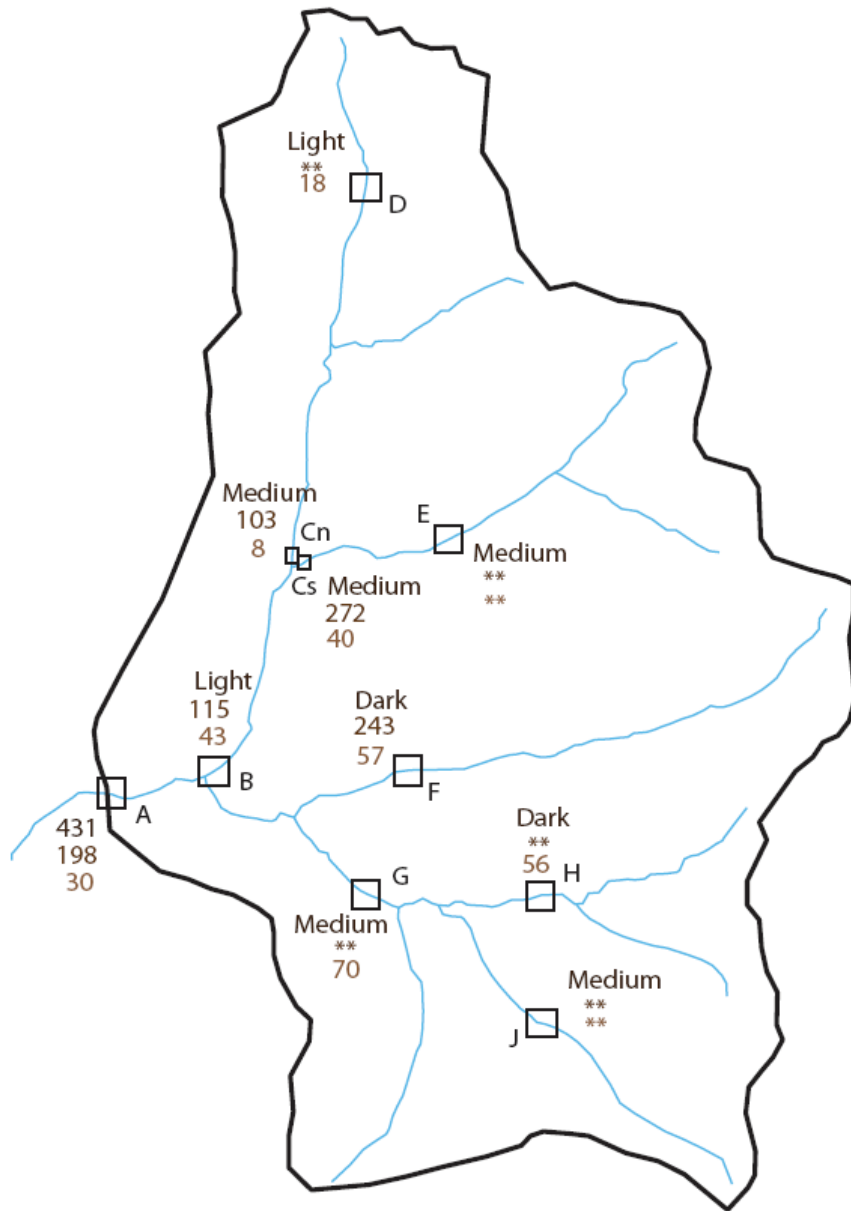 Light
**
18
D
Medium
103
8
Cn
Cs
E
Medium
**
**
Medium
272
40
Light
115
43
B
Dark
243
57
F
A
431
198
30
Dark
**
56
H
G
Medium
**
70
Medium
**
**
J